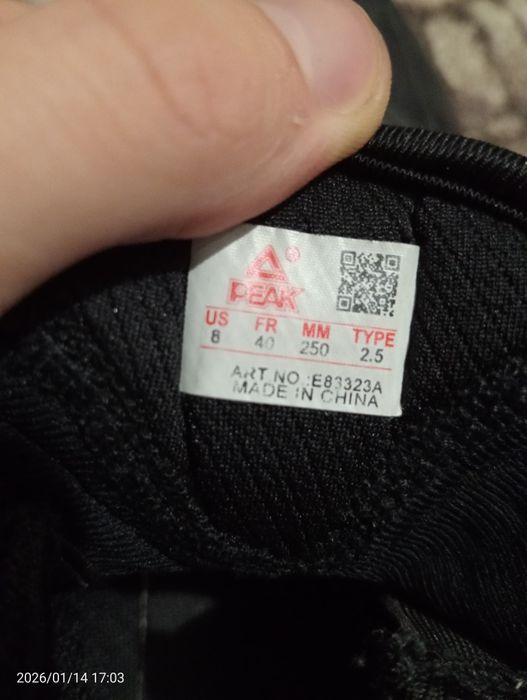 PEAK
US FR MM TYPE
8 40 250 2.5
ART NO.:E83323A
MADE IN CHINA
2026/01/14 17:03